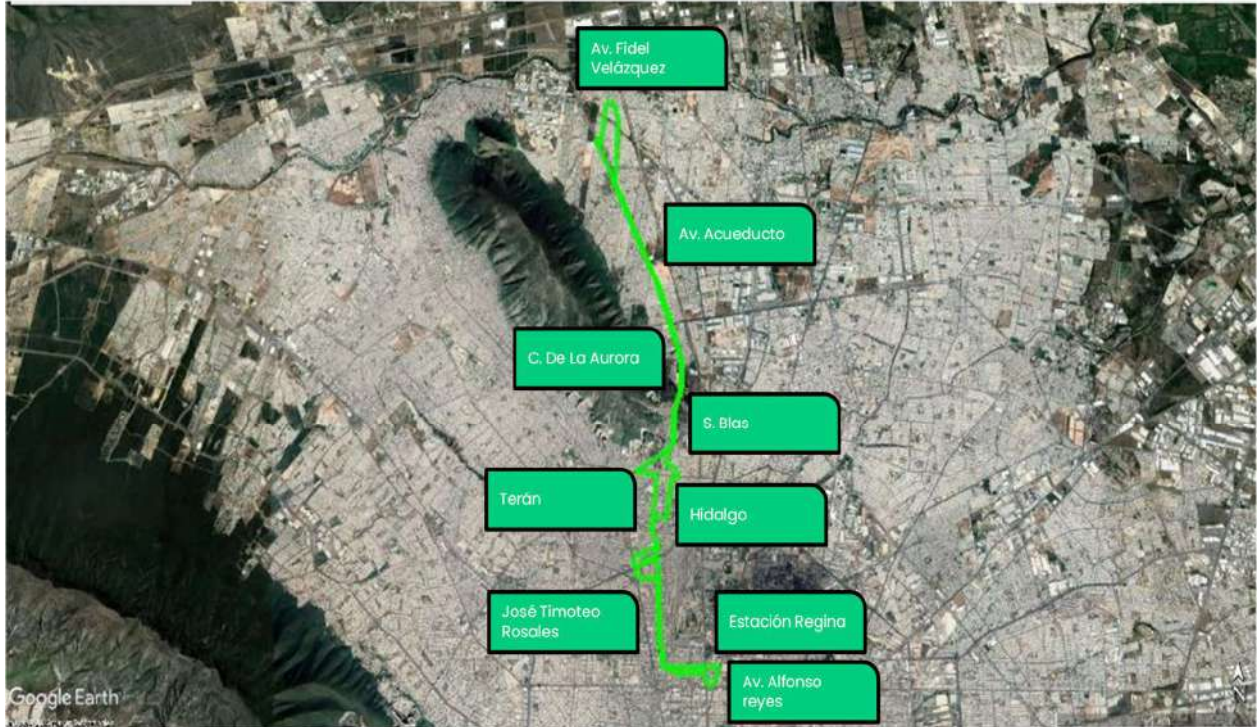 Av. Fidel
Velázquez
Av. Acueducto
C. De La Aurora
S. Blas
Terán
Hidalgo
José Timoteo
Rosales
Estación Regina
Av. Alfonso
reyes
Google Earth
N